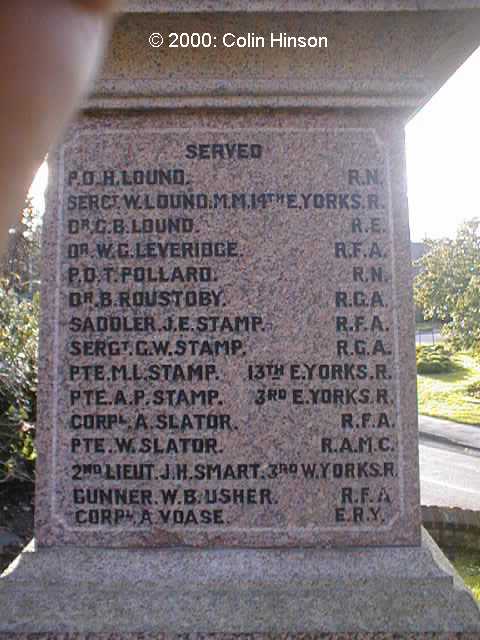 © 2000: Colin Hinson
SERVED
P.O.H.LOUND. R.N.
SERGT.W.LOUND.M.M.14TH E.YORKS.R.
DR.G.B.LOUND. R.E.
DR.W.G.LEVERIDGE. R.F.A.
P.O.T.POLLARD. R.N.
DR.B.ROUSTOBY. R.G.A.
SADDLER.J.E.STAMP. R.F.A.
SERGT.G.W.STAMP. R.G.A.
PTE.M.L.STAMP. 13TH E.YORKS.R.
PTE.A.P.STAMP. 3RD E.YORKS.R.
CORPL.A.SLATOR. R.F.A.
PTE.W.SLATOR. R.A.M.C.
2ND LIEUT.J.H.SMART.3RD W.YORKS.R.
GUNNER.W.B.USHER. R.F.A
CORPL.A.VOASE. E.R.Y.